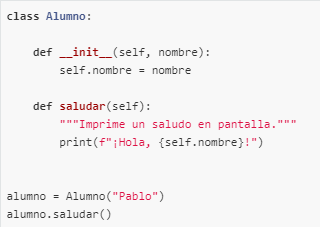 class Alumno:
def __init__(self, nombre):
self.nombre = nombre
def saludar(self):
"""Imprime un saludo en pantalla."""
print(f"¡Hola, {self.nombre}!")
alumno = Alumno("Pablo")
alumno.saludar()